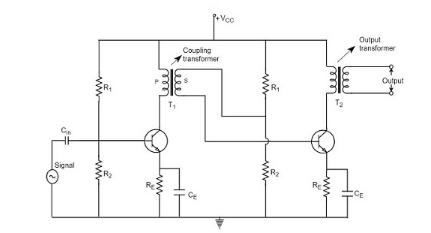 +VCC
Output
transformer
Coupling
transformer
P
S
R1
T1
R1
T2
Output
Cin
Signal
R2
RE
CE
R2
RE
CE